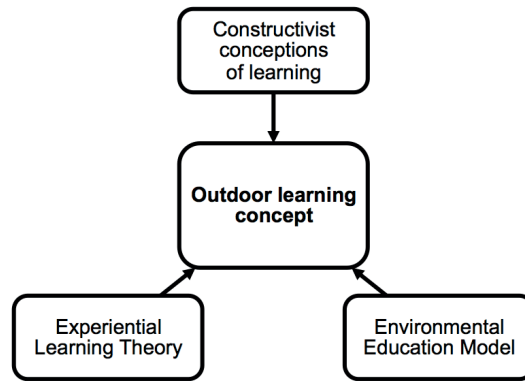 Constructivist
conceptions
of learning
Outdoor learning
concept
Experiential
Learning Theory
Environmental
Education Model